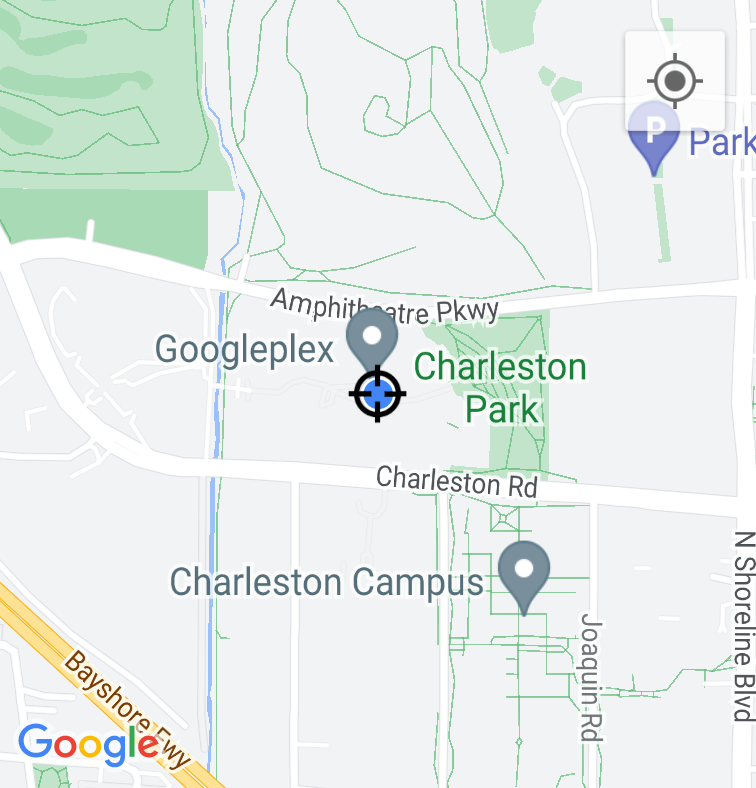 P
Park
Amphitheatre Pkwy
Googleplex
Charleston
Park
Charleston Rd
Charleston Campus
N Shoreline Blvd
Joaquin Rd
Bayshore Fwy
Google